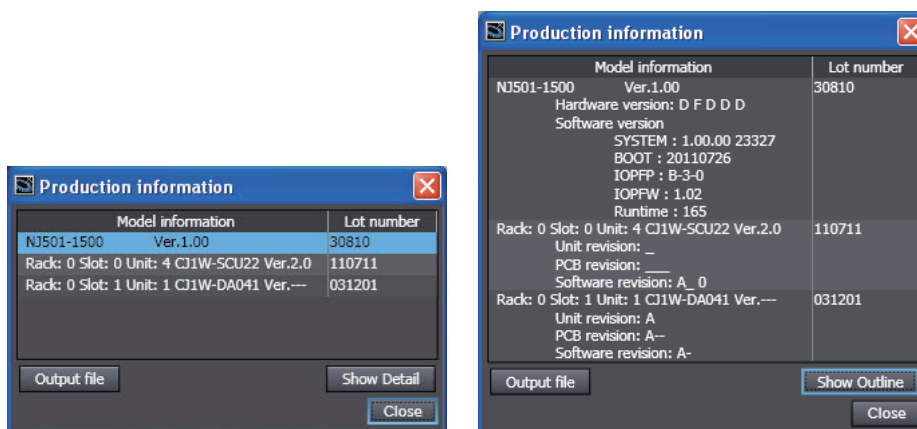 Production information
Model information Lot number
NJ501-1500 Ver.1.00 30810
Rack: 0 Slot: 0 Unit: 4 CJ1W-SCU22 Ver.2.0 110711
Rack: 0 Slot: 1 Unit: 1 CJ1W-DA041 Ver.--- 031201
Output file Show Detail
Close
Production information
Model information Lot number
NJ501-1500 Ver.1.00 30810
Hardware version: D F D D D
Software version
SYSTEM : 1.00.00 23327
BOOT : 20110726
IOPFP : B-3-0
IOPFW : 1.02
Runtime : 165
Rack: 0 Slot: 0 Unit: 4 CJ1W-SCU22 Ver.2.0 110711
Unit revision: _
PCB revision: ___
Software revision: A_ 0
Rack: 0 Slot: 1 Unit: 1 CJ1W-DA041 Ver.--- 031201
Unit revision: A
PCB revision: A--
Software revision: A-
Output file Show Outline
Close